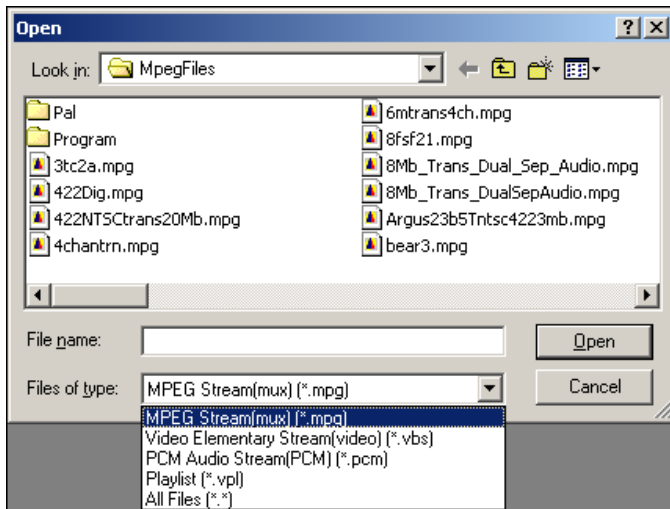 Open
Look in: MpegFiles
Pal
Program
3tc2a.mpg
422Dig.mpg
422NTSCtrans20Mb.mpg
4chantrn.mpg
6mtrans4ch.mpg
8fsf21.mpg
8Mb_Trans_Dual_Sep_Audio.mpg
8Mb_Trans_DualSepAudio.mpg
Argus23b5Tntsc4223mb.mpg
bear3.mpg
File name:
Open
Files of type: MPEG Stream(mux) (*.mpg)
Cancel
MPEG Stream(mux) (*.mpg)
Video Elementary Stream(video) (*.vbs)
PCM Audio Stream(PCM) (*.pcm)
Playlist (*.vpl)
All Files (*.*)